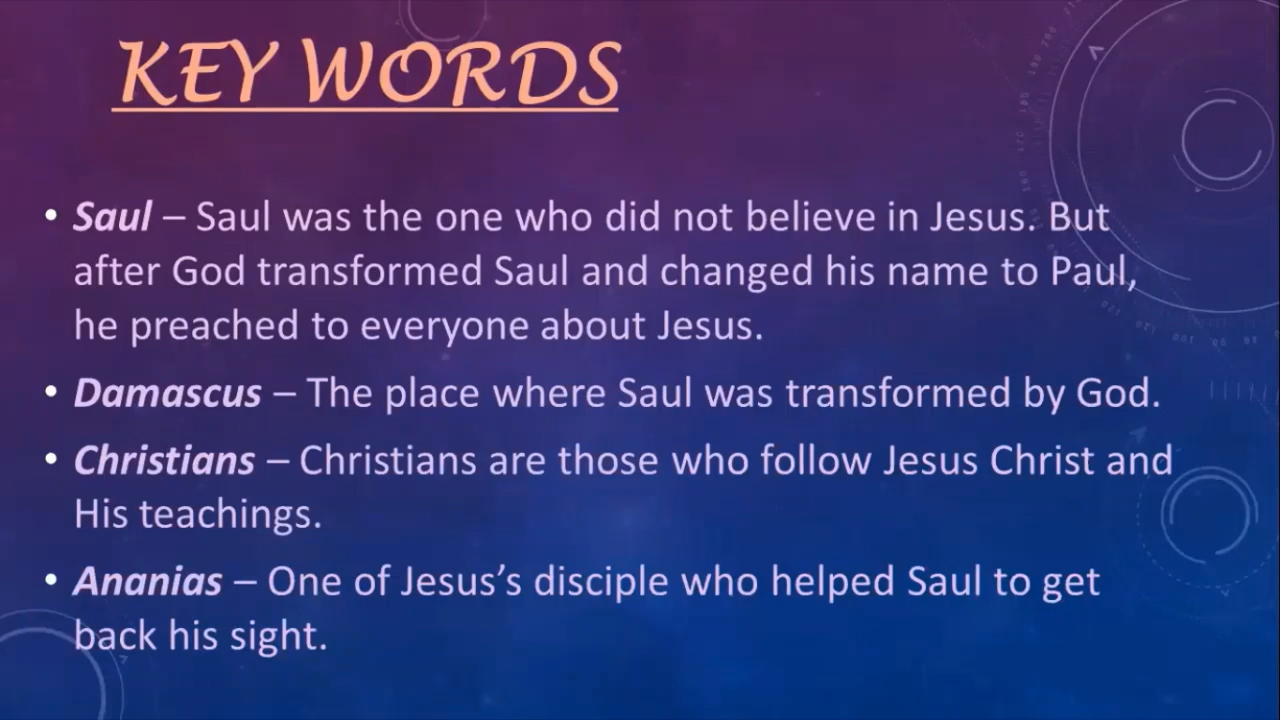 KEY WORDS
• Saul – Saul was the one who did not believe in Jesus. But
after God transformed Saul and changed his name to Paul,
he preached to everyone about Jesus.
• Damascus – The place where Saul was transformed by God.
• Christians – Christians are those who follow Jesus Christ and
His teachings.
• Ananias – One of Jesus’s disciple who helped Saul to get
back his sight.